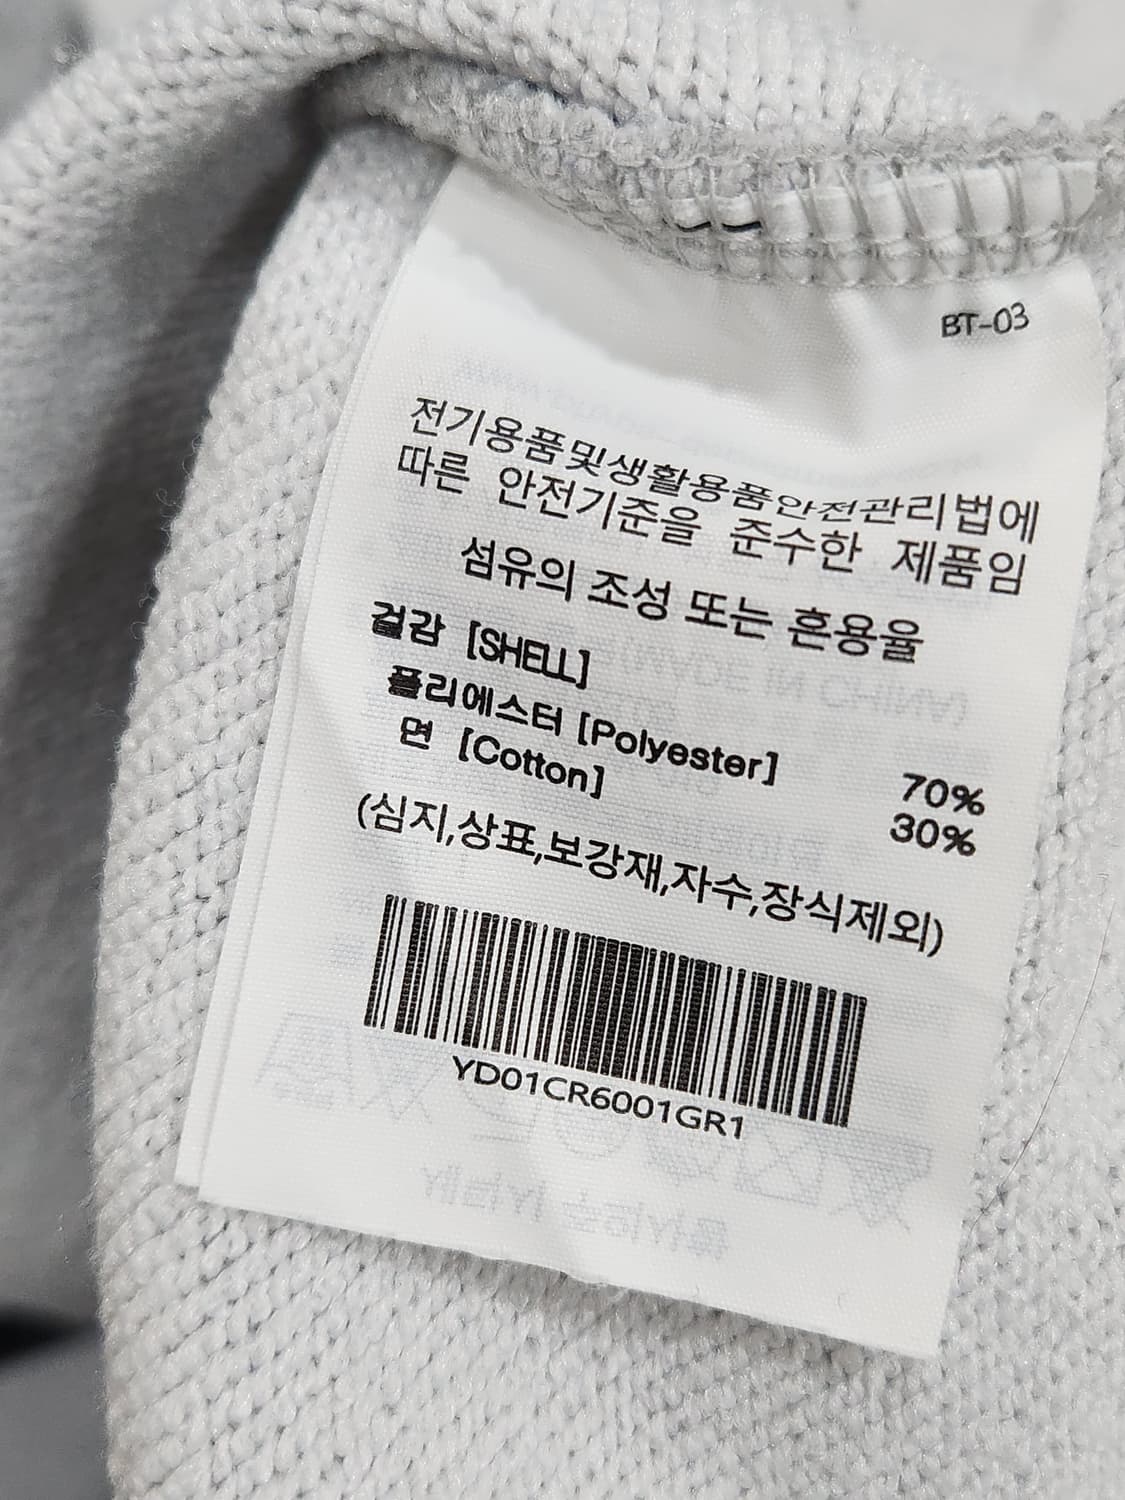 BT-03
전기용품및생활용품안전관리법에
따른 안전기준을 준수한 제품임
섬유의 조성 또는 혼용율
겉감 [SHELL]
폴리에스터 [Polyester] 70%
면 [Cotton] 30%
(심지,상표,보강재,자수,장식제외)
YD01CR6001GR1